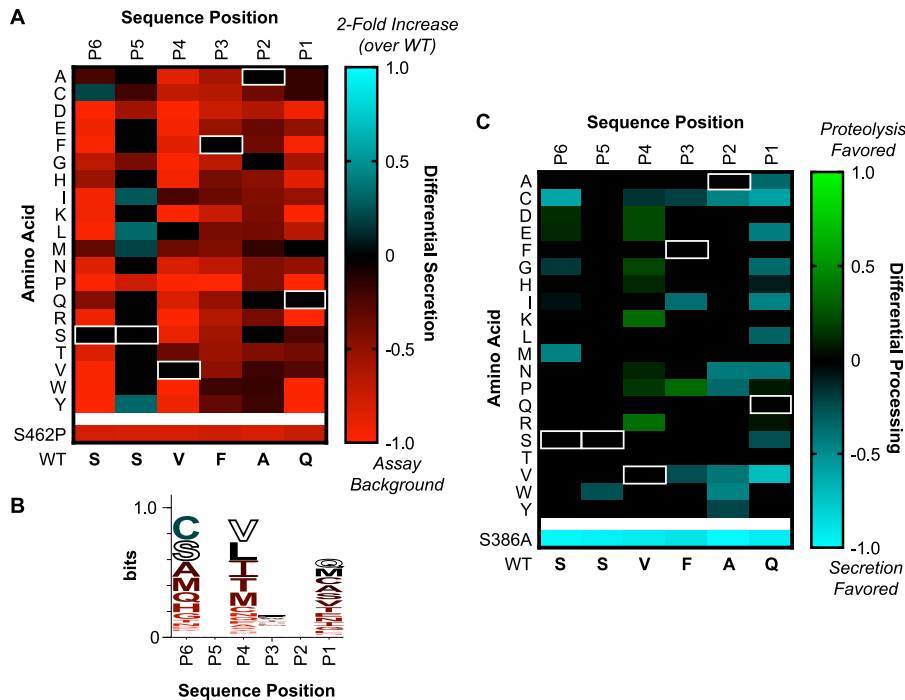 A
Sequence Position
2-Fold Increase
(over WT)
P6 P5 P4 P3 P2 P1
Amino Acid
A
C
D
E
F
G
H
I
K
L
M
N
P
Q
R
S
T
V
W
Y
S462P
WT S S V F A Q
1.0
0.5
0
-0.5
-1.0
Differential Secretion
Assay
Background
B
bits
1.0
0
C
S
A
M
Q
V
L
I
T
M
Q
M
C
A
S
V
P6 P5 P4 P3 P2 P1
Sequence Position
C
Sequence Position
Proteolysis
Favored
P6 P5 P4 P3 P2 P1
Amino Acid
A
C
D
E
F
G
H
I
K
L
M
N
P
Q
R
S
T
V
W
Y
S386A
WT S S V F A Q
1.0
0.5
0
-0.5
-1.0
Differential Processing
Secretion
Favored